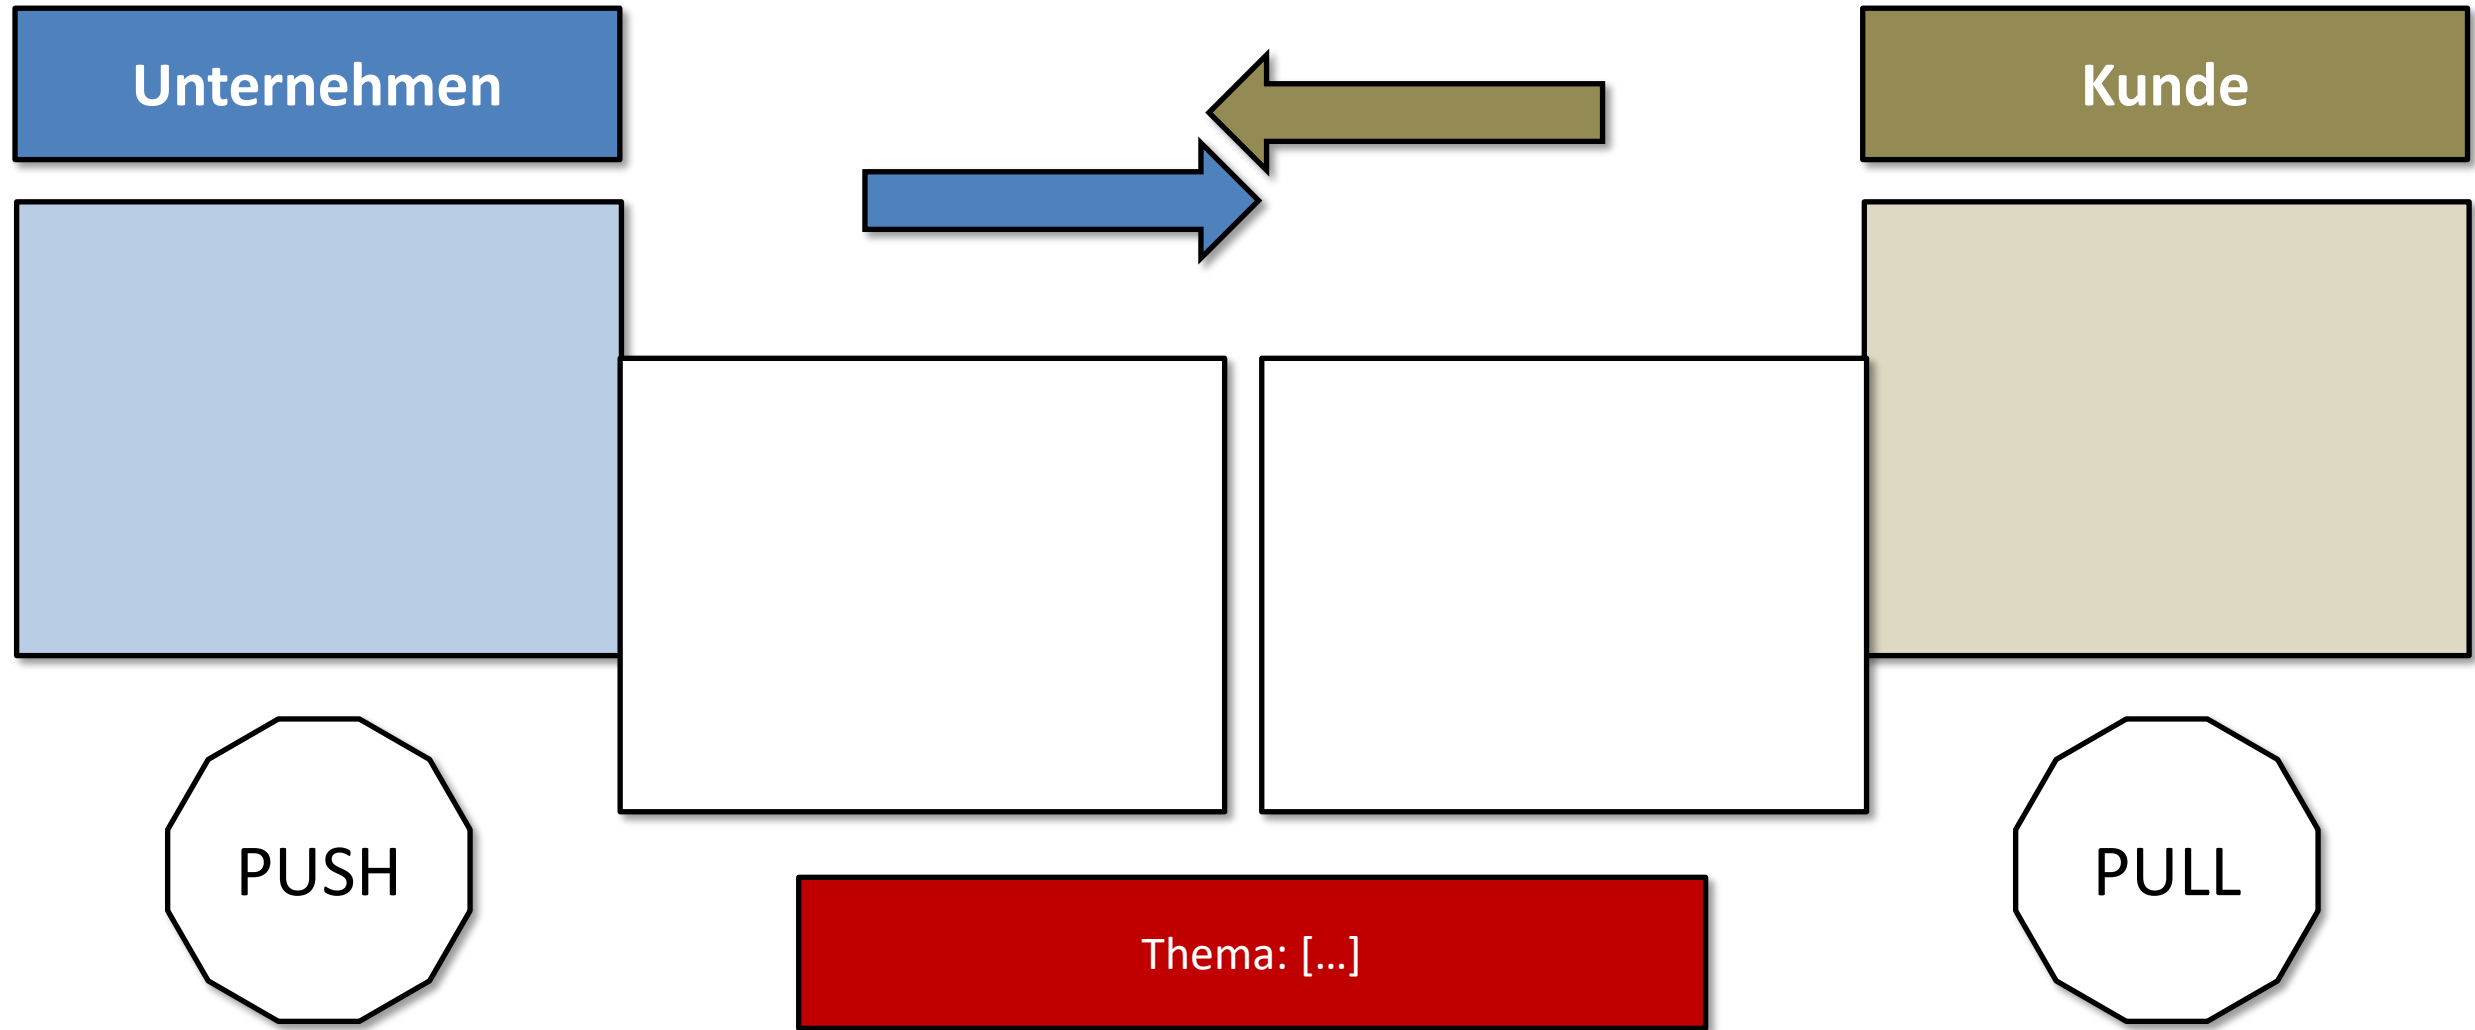 Unternehmen
Kunde
PUSH
PULL
Thema: [...]